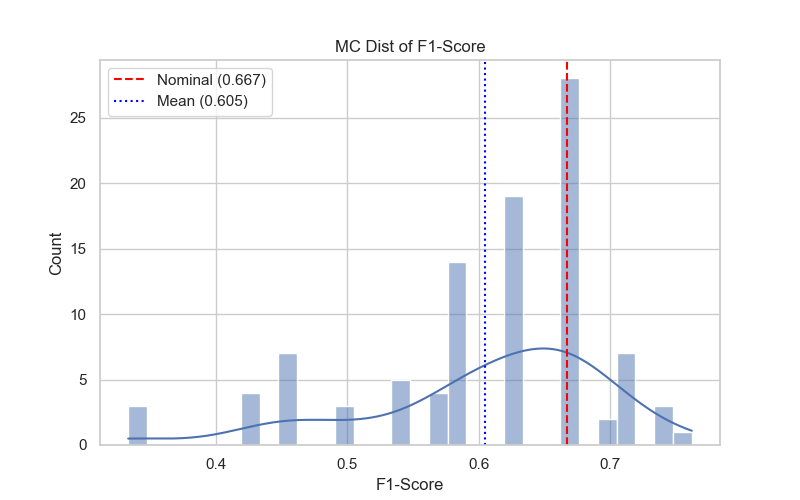 MC Dist of F1-Score
Nominal (0.667)
Mean (0.605)
25
20
15
10
5
0
Count
0.4 0.5 0.6 0.7
F1-Score